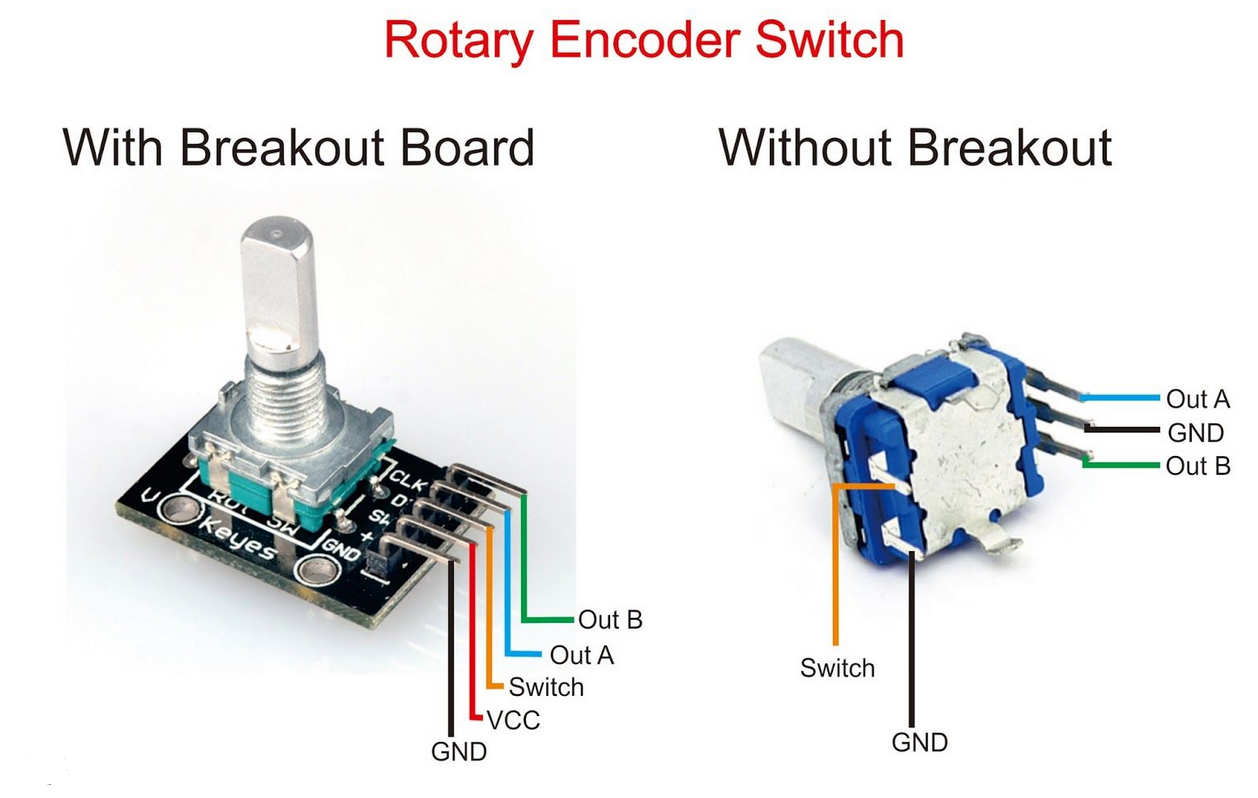 Rotary Encoder Switch
With Breakout Board
Without Breakout
CLK
SW
+
GND
Rot SW
Keyes
Out B
Out A
Switch
VCC
GND
Out A
GND
Out B
Switch
GND